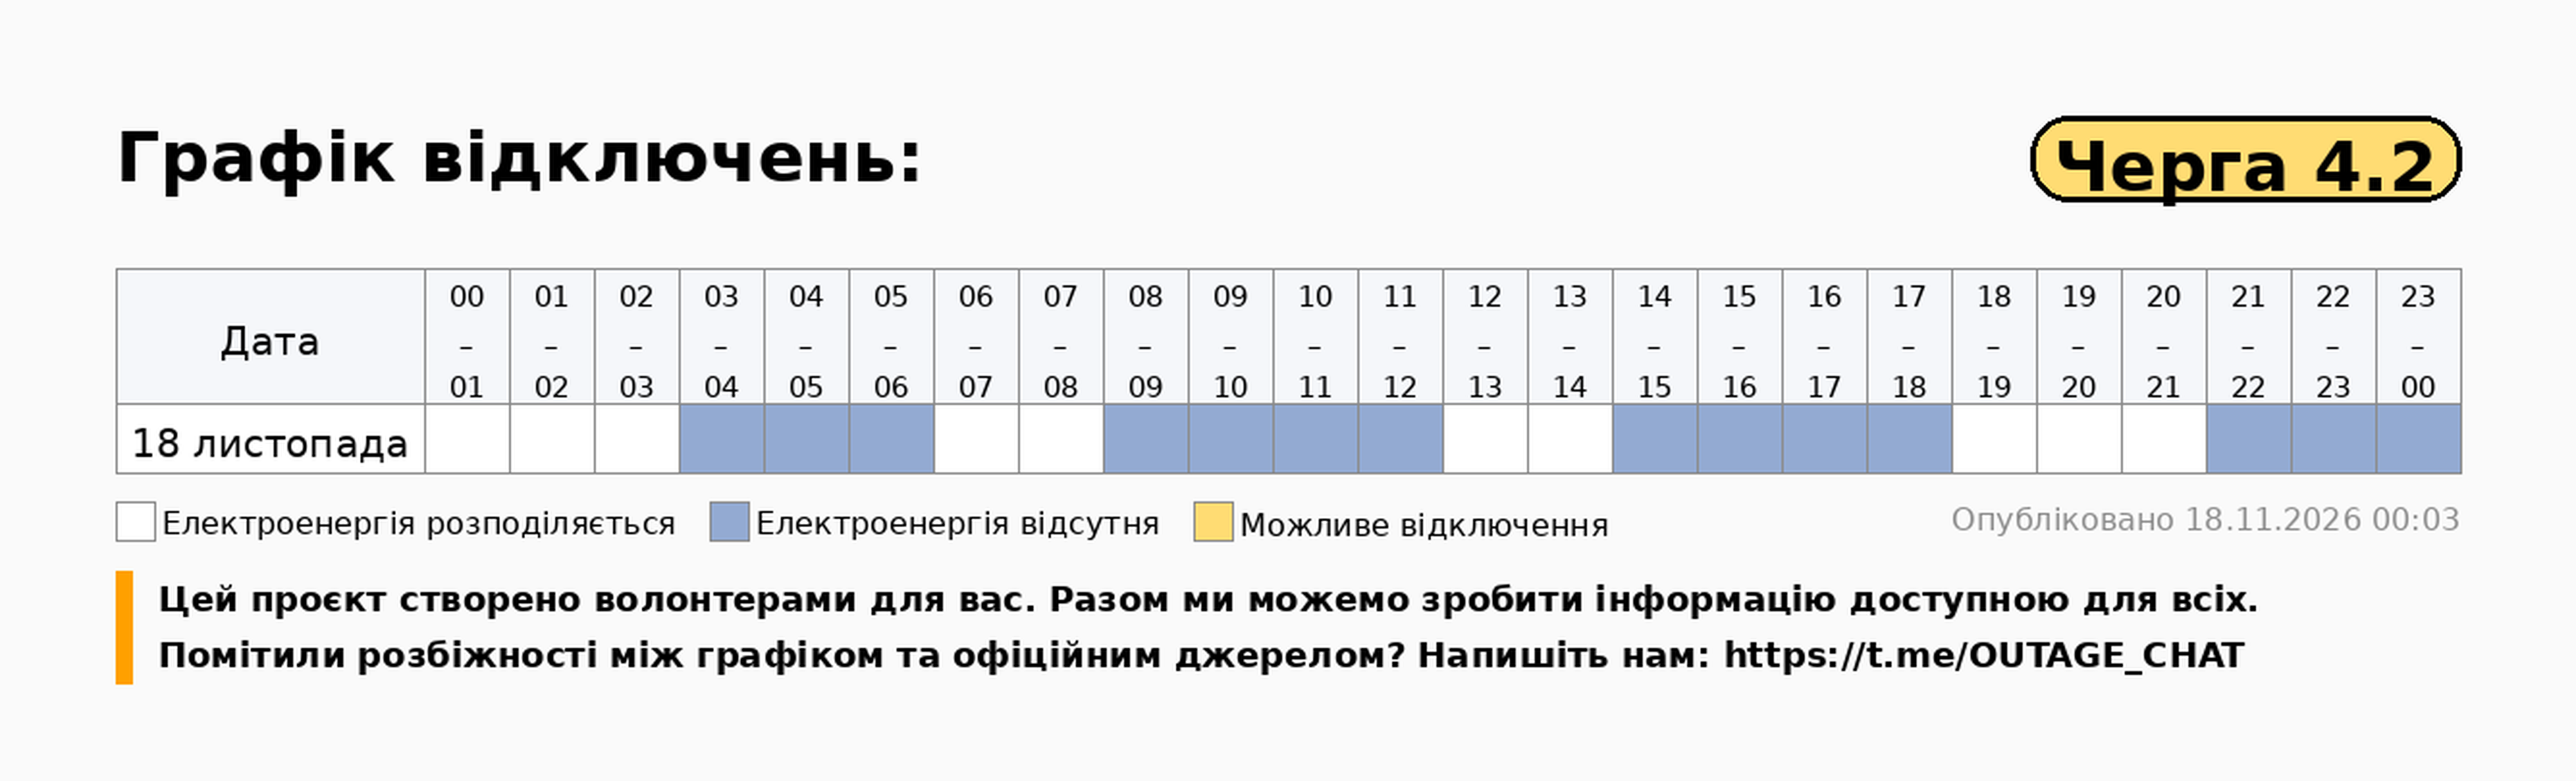 Графік відключень:
Черга 4.2
Дата 00 – 01 01 – 02 02 – 03 03 – 04 04 – 05 05 – 06 06 – 07 07 – 08 08 – 09 09 – 10 10 – 11 11 – 12 12 – 13 13 – 14 14 – 15 15 – 16 16 – 17 17 – 18 18 – 19 19 – 20 20 – 21 21 – 22 22 – 23 23 – 00
18 листопада
Електроенергія розподіляється Електроенергія відсутня Можливе відключення
Опубліковано 18.11.2026 00:03
Цей проєкт створено волонтерами для вас. Разом ми можемо зробити інформацію доступною для всіх.
Помітили розбіжності між графіком та офіційним джерелом? Напишіть нам: https://t.me/OUTAGE_CHAT